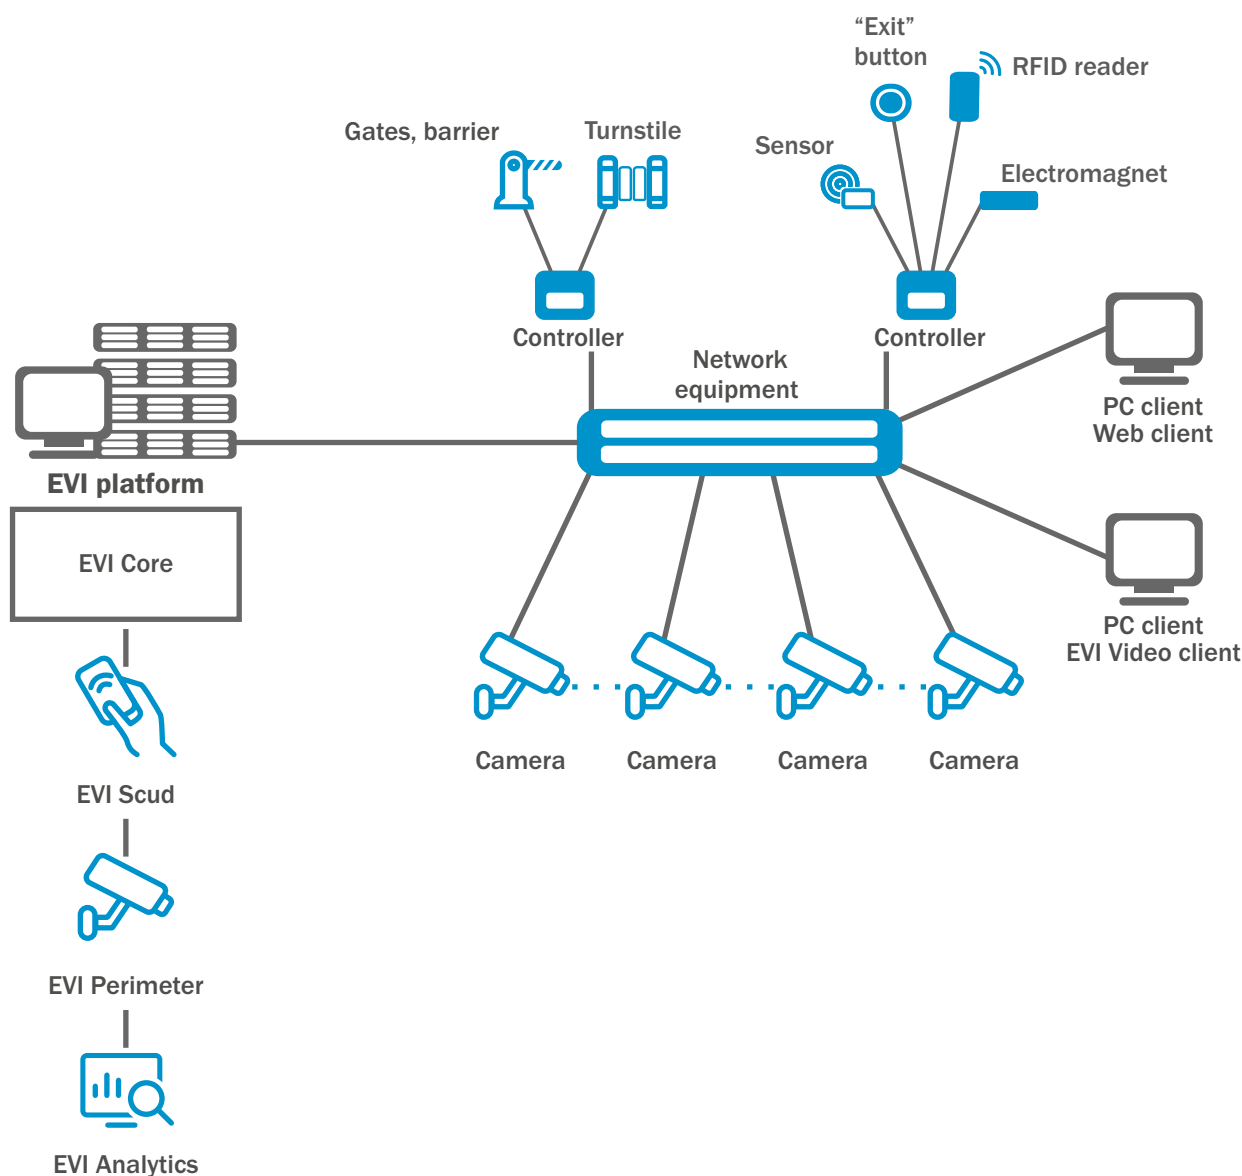 “Exit”
button
RFID reader
Gates, barrier
Turnstile
Sensor
Electromagnet
Controller
Controller
Network
equipment
PC client
Web client
EVI platform
EVI Core
PC client
EVI Video client
Camera
Camera
Camera
Camera
EVI Scud
EVI Perimeter
EVI Analytics